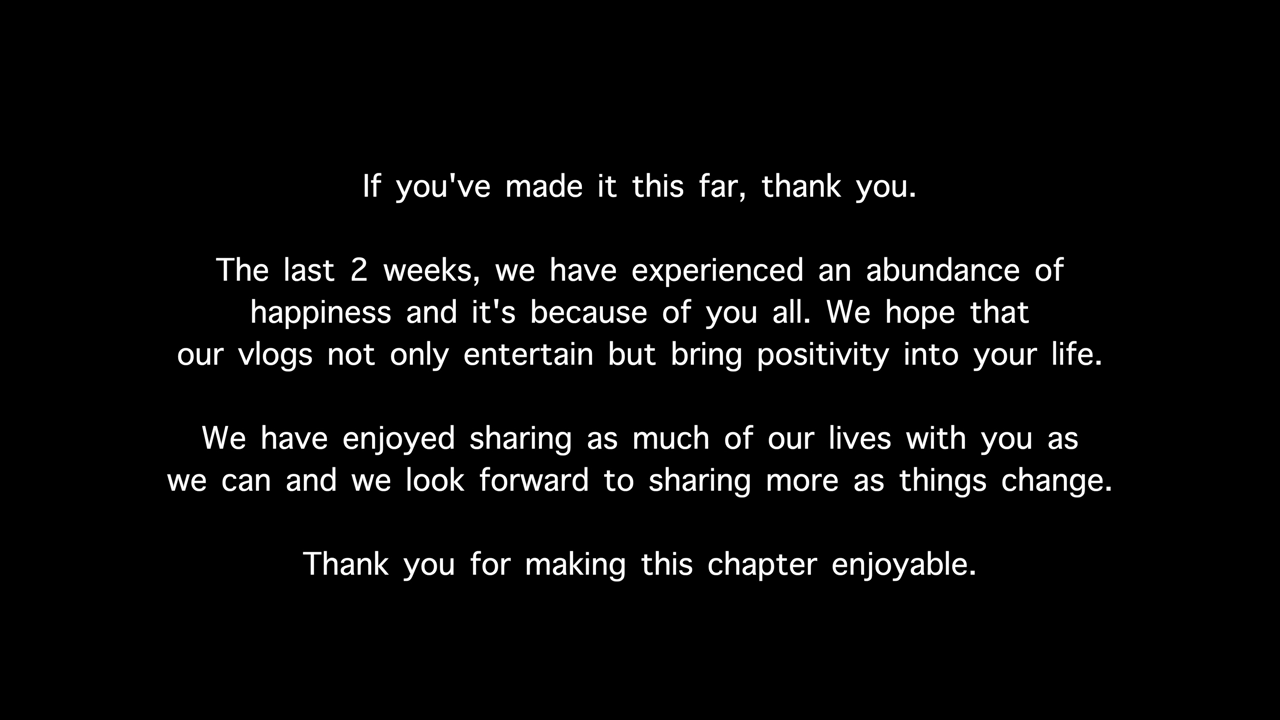 If you've made it this far, thank you.
The last 2 weeks, we have experienced an abundance of
happiness and it's because of you all. We hope that
our vlogs not only entertain but bring positivity into your life.
We have enjoyed sharing as much of our lives with you as
we can and we look forward to sharing more as things change.
Thank you for making this chapter enjoyable.